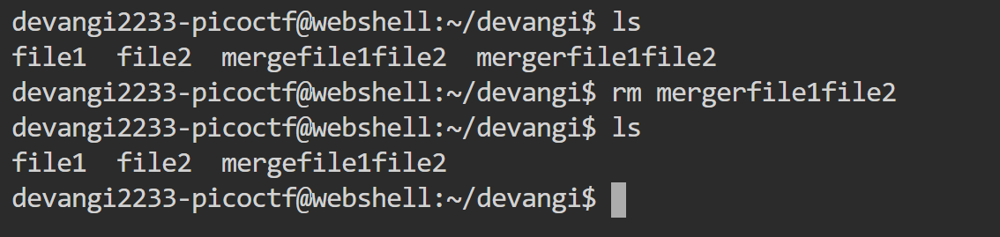 devangi2233-picoctf@webshell:~/devangi$ ls
file1  file2  mergefile1file2  mergerfile1file2
devangi2233-picoctf@webshell:~/devangi$ rm mergerfile1file2
devangi2233-picoctf@webshell:~/devangi$ ls
file1  file2  mergefile1file2
devangi2233-picoctf@webshell:~/devangi$